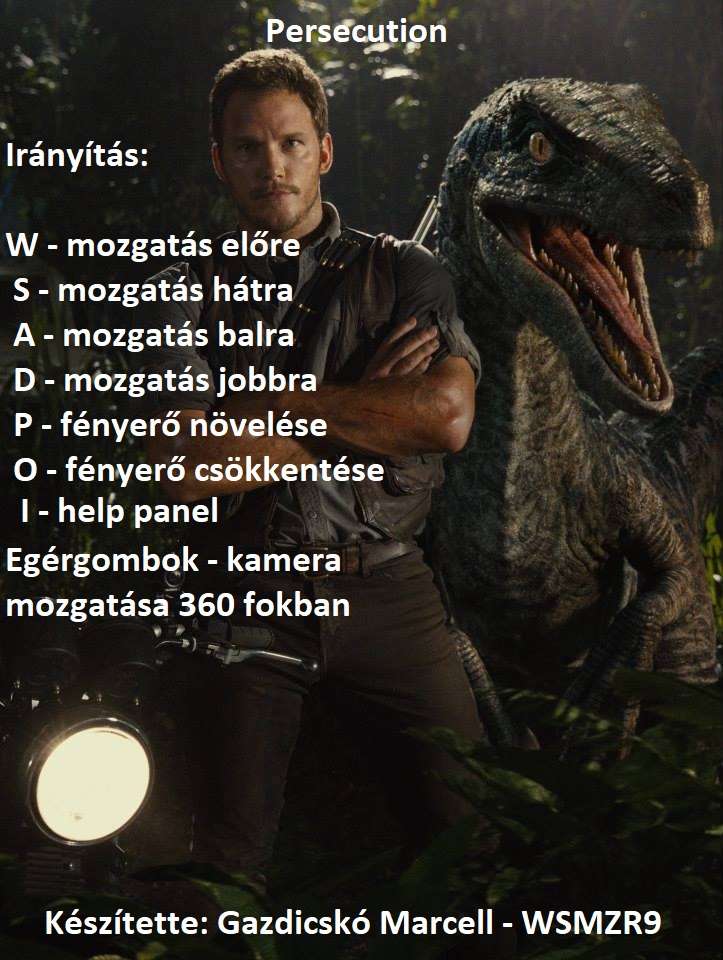 Persecution
Irányítás:
W - mozgatás előre
S - mozgatás hátra
A - mozgatás balra
D - mozgatás jobbra
P - fényerő növelése
O - fényerő csökkentése
I - help panel
Egérgombok - kamera
mozgatása 360 fokban
Készítette: Gazdicskó Marcell - WSMZR9